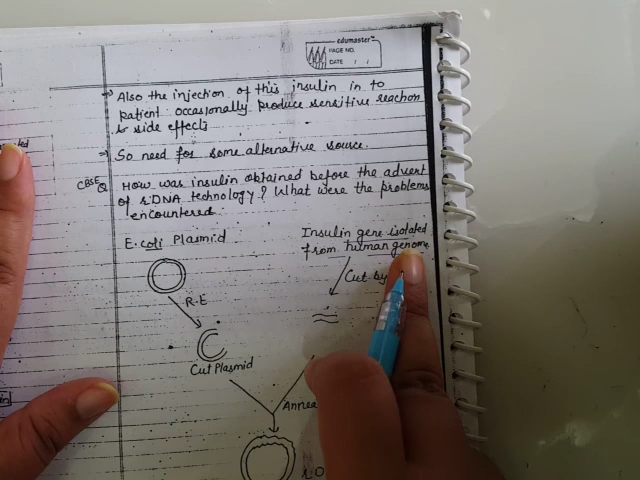 edumaster
PAGE NO.
DATE / /
→ Also the injection of this insulin in to
patient occasionally produce sensitive reaction
& side effects
⇒ So need for some alternative source.
CBSE
Q How was insulin obtained before the advent
of rDNA technology? What were the problems
encountered
E.coli Plasmid
Insulin gene isolated
from human genome
Cut by
R.E
Cut Plasmid